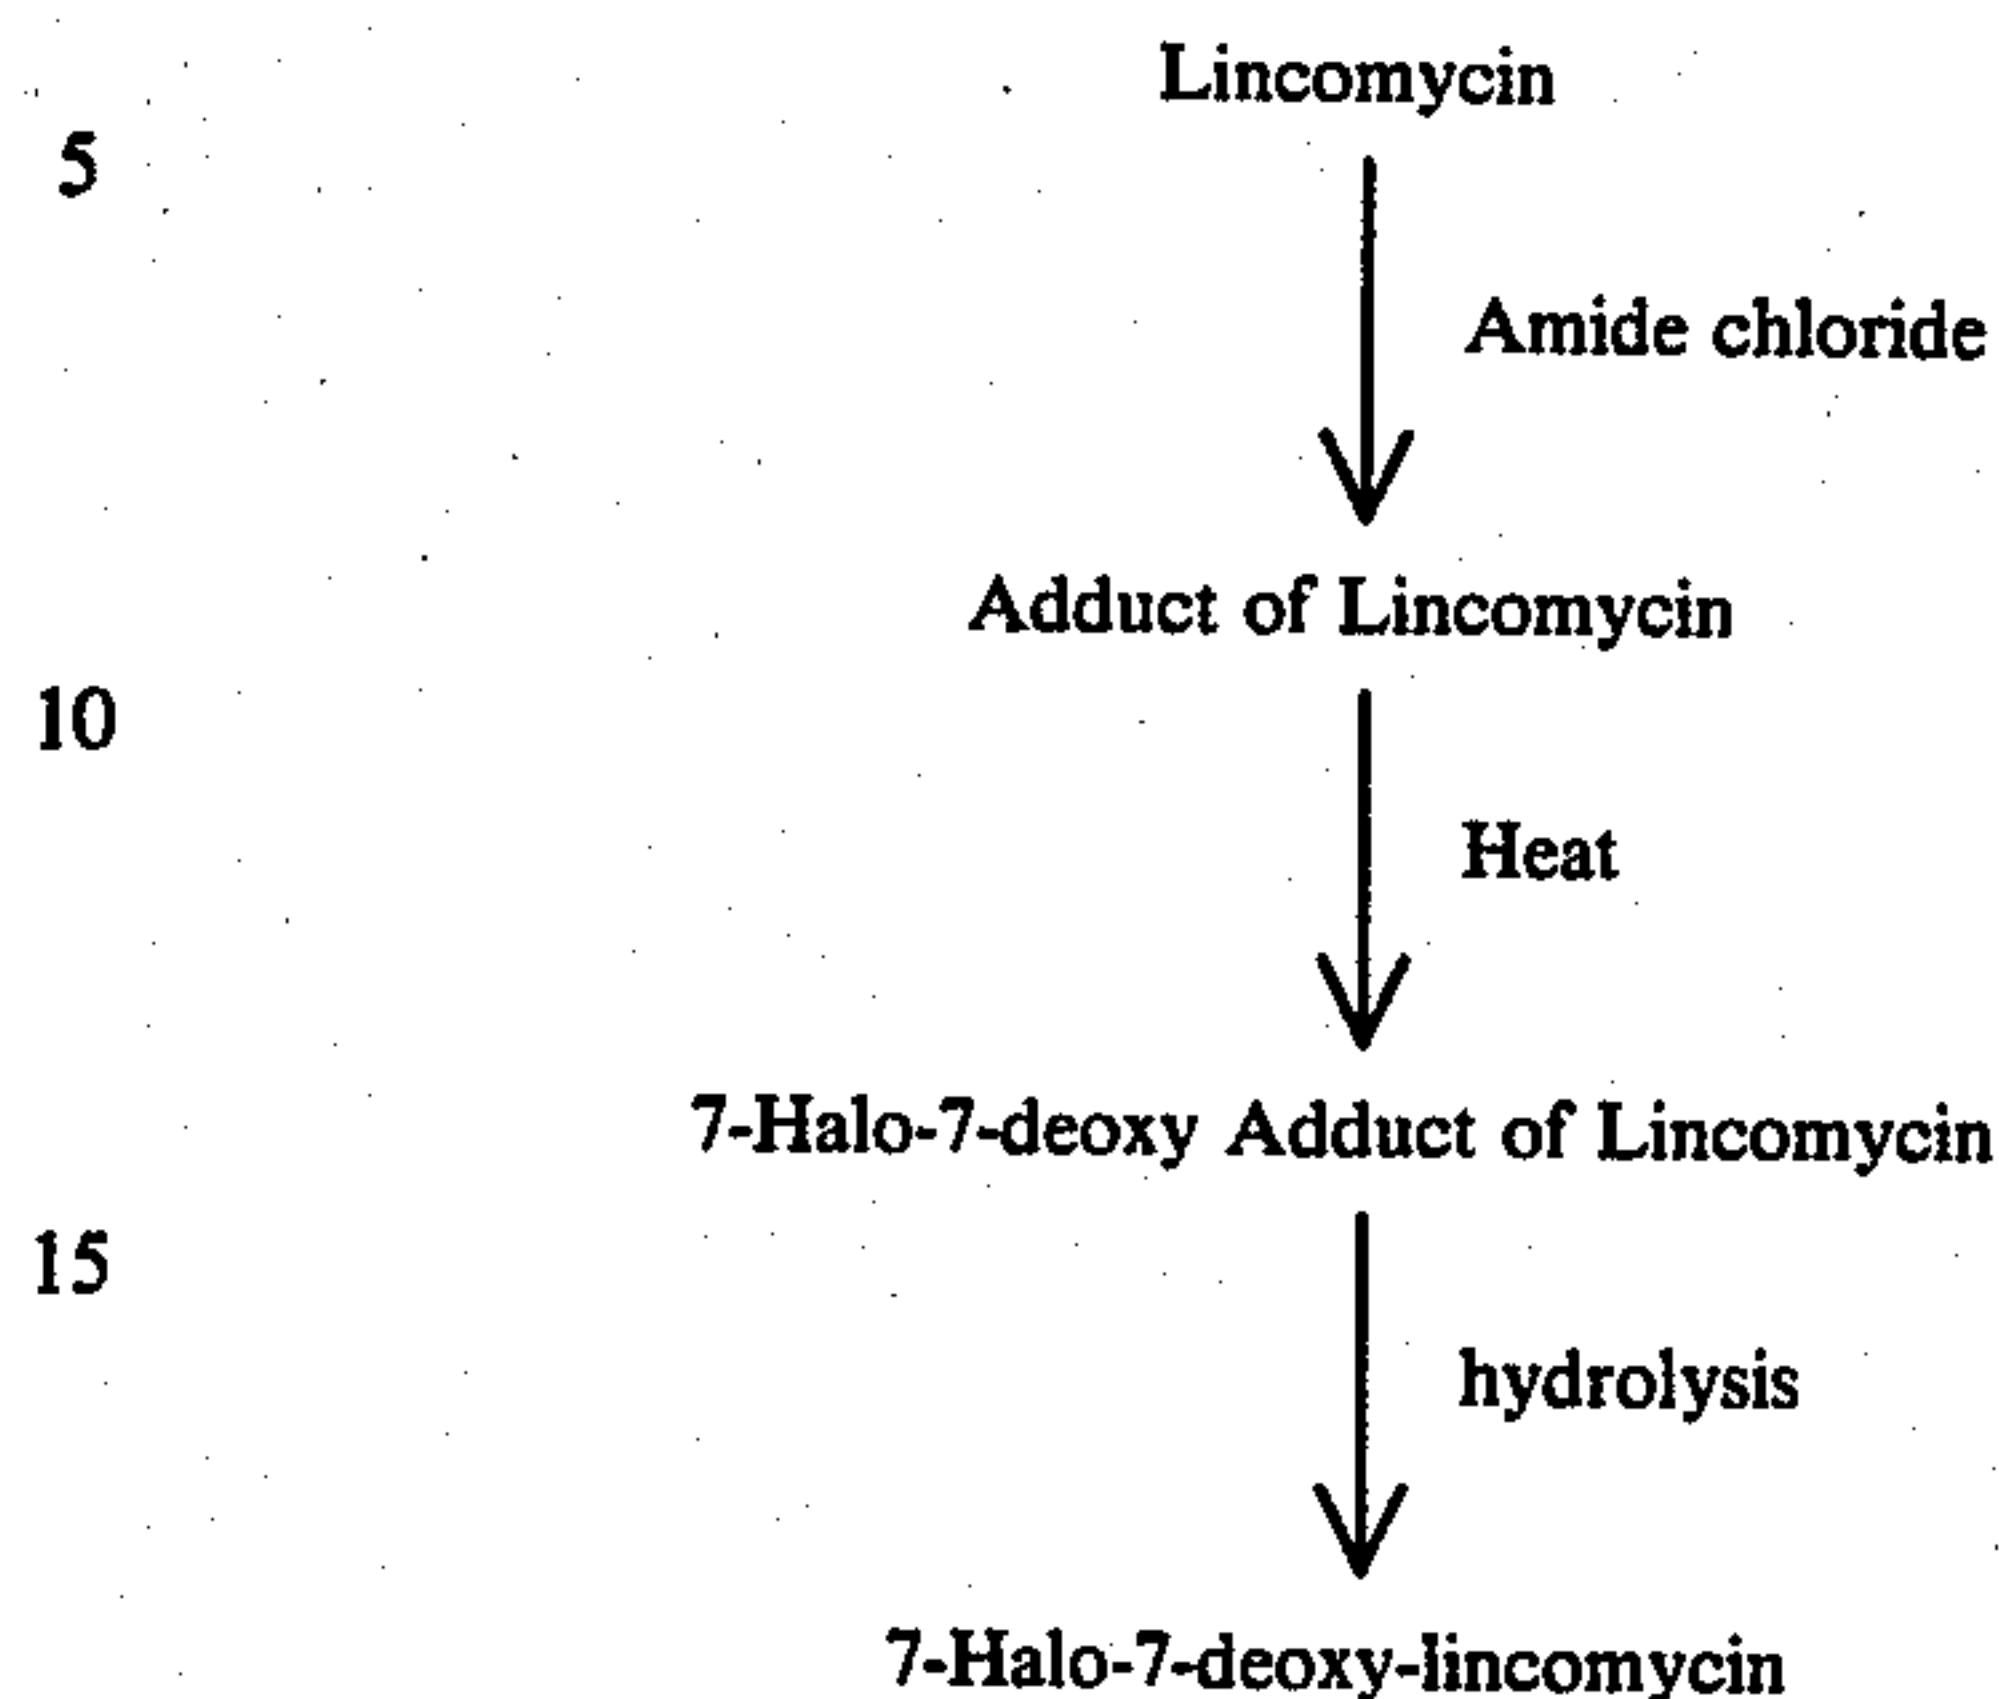 Lincomycin
5
Amide chloride
Adduct of Lincomycin
10
Heat
7-Halo-7-deoxy Adduct of Lincomycin
15
hydrolysis
7-Halo-7-deoxy-lincomycin